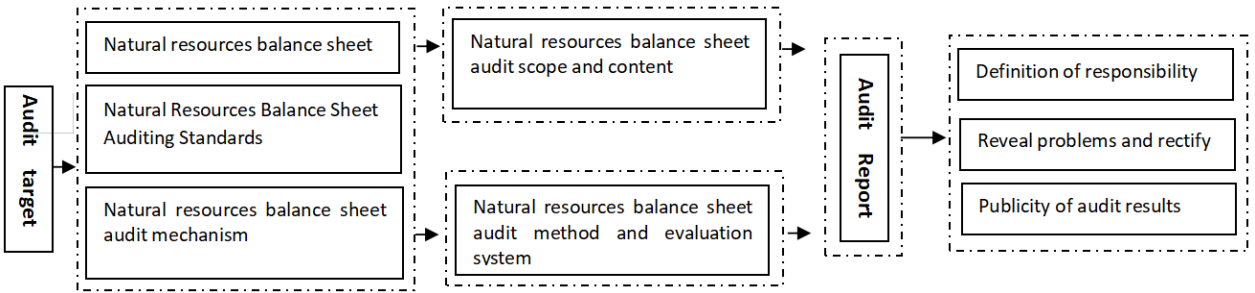 Audit target
Natural resources balance sheet
Natural Resources Balance Sheet
Auditing Standards
Natural resources balance sheet
audit mechanism
Natural resources balance sheet
audit scope and content
Natural resources balance sheet
audit method and evaluation
system
Audit Report
Definition of responsibility
Reveal problems and rectify
Publicity of audit results